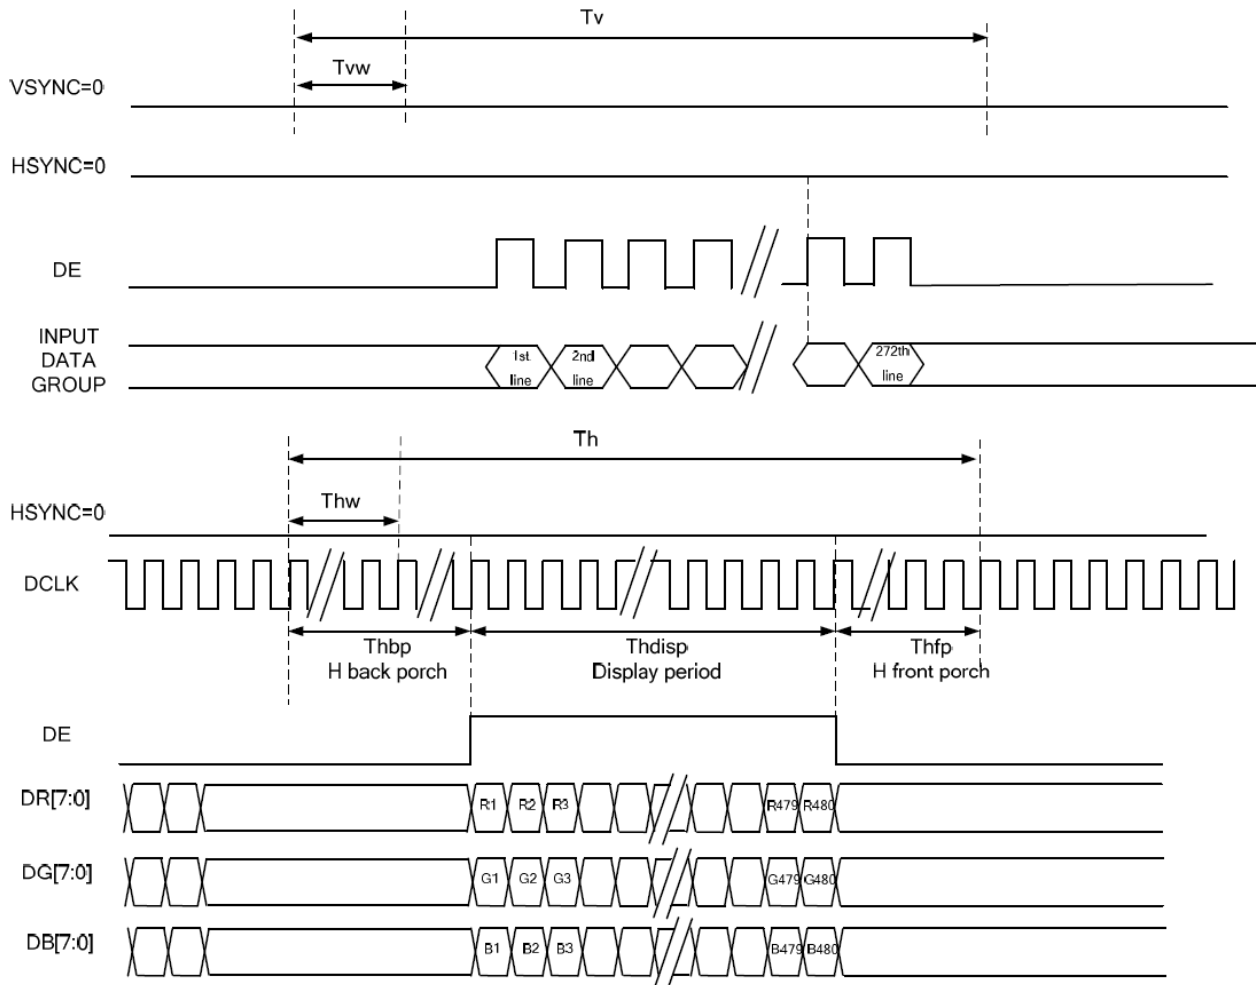 Tv
Tvw
VSYNC=0
HSYNC=0
DE
INPUT
DATA
GROUP
1st
line
2nd
line
272th
line
Th
Thw
HSYNC=0
DCLK
Thbp
H back porch
Thdisp
Display period
Thfp
H front porch
DE
DR[7:0]
R1 R2 R3 R479 R480
DG[7:0]
G1 G2 G3 G479 G480
DB[7:0]
B1 B2 B3 B479 B480